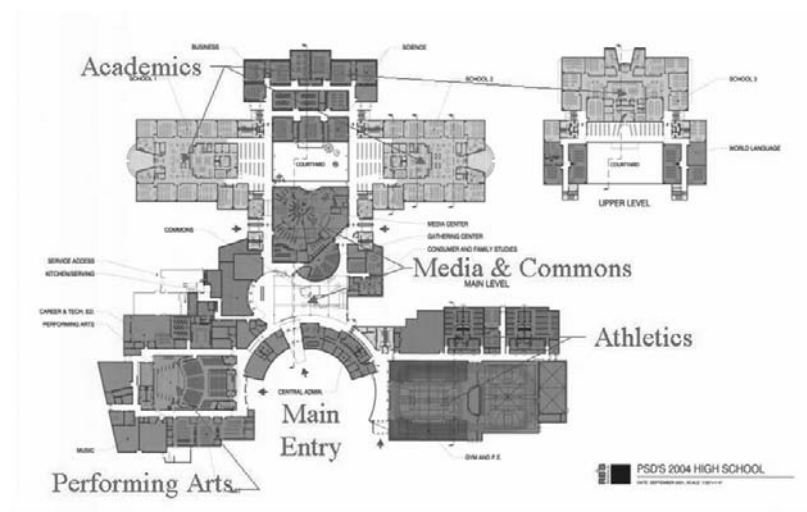 BUSINESS
SCIENCE
Academics
SCHOOL 1
SCHOOL 2
SCHOOL 3
COURTYARD
COURTYARD
WORLD LANGUAGE
UPPER LEVEL
COMMONS
MEDIA CENTER
GATHERING CENTER
CONSUMER AND FAMILY STUDIES
SERVICE ACCESS
KITCHEN/SERVING
Media & Commons
MAIN LEVEL
CAREER & TECH. ED.
PERFORMING ARTS
Athletics
CENTRAL ADMIN.
Main
Entry
MUSIC
GYM AND P.E.
Performing Arts
PSD'S 2004 HIGH SCHOOL